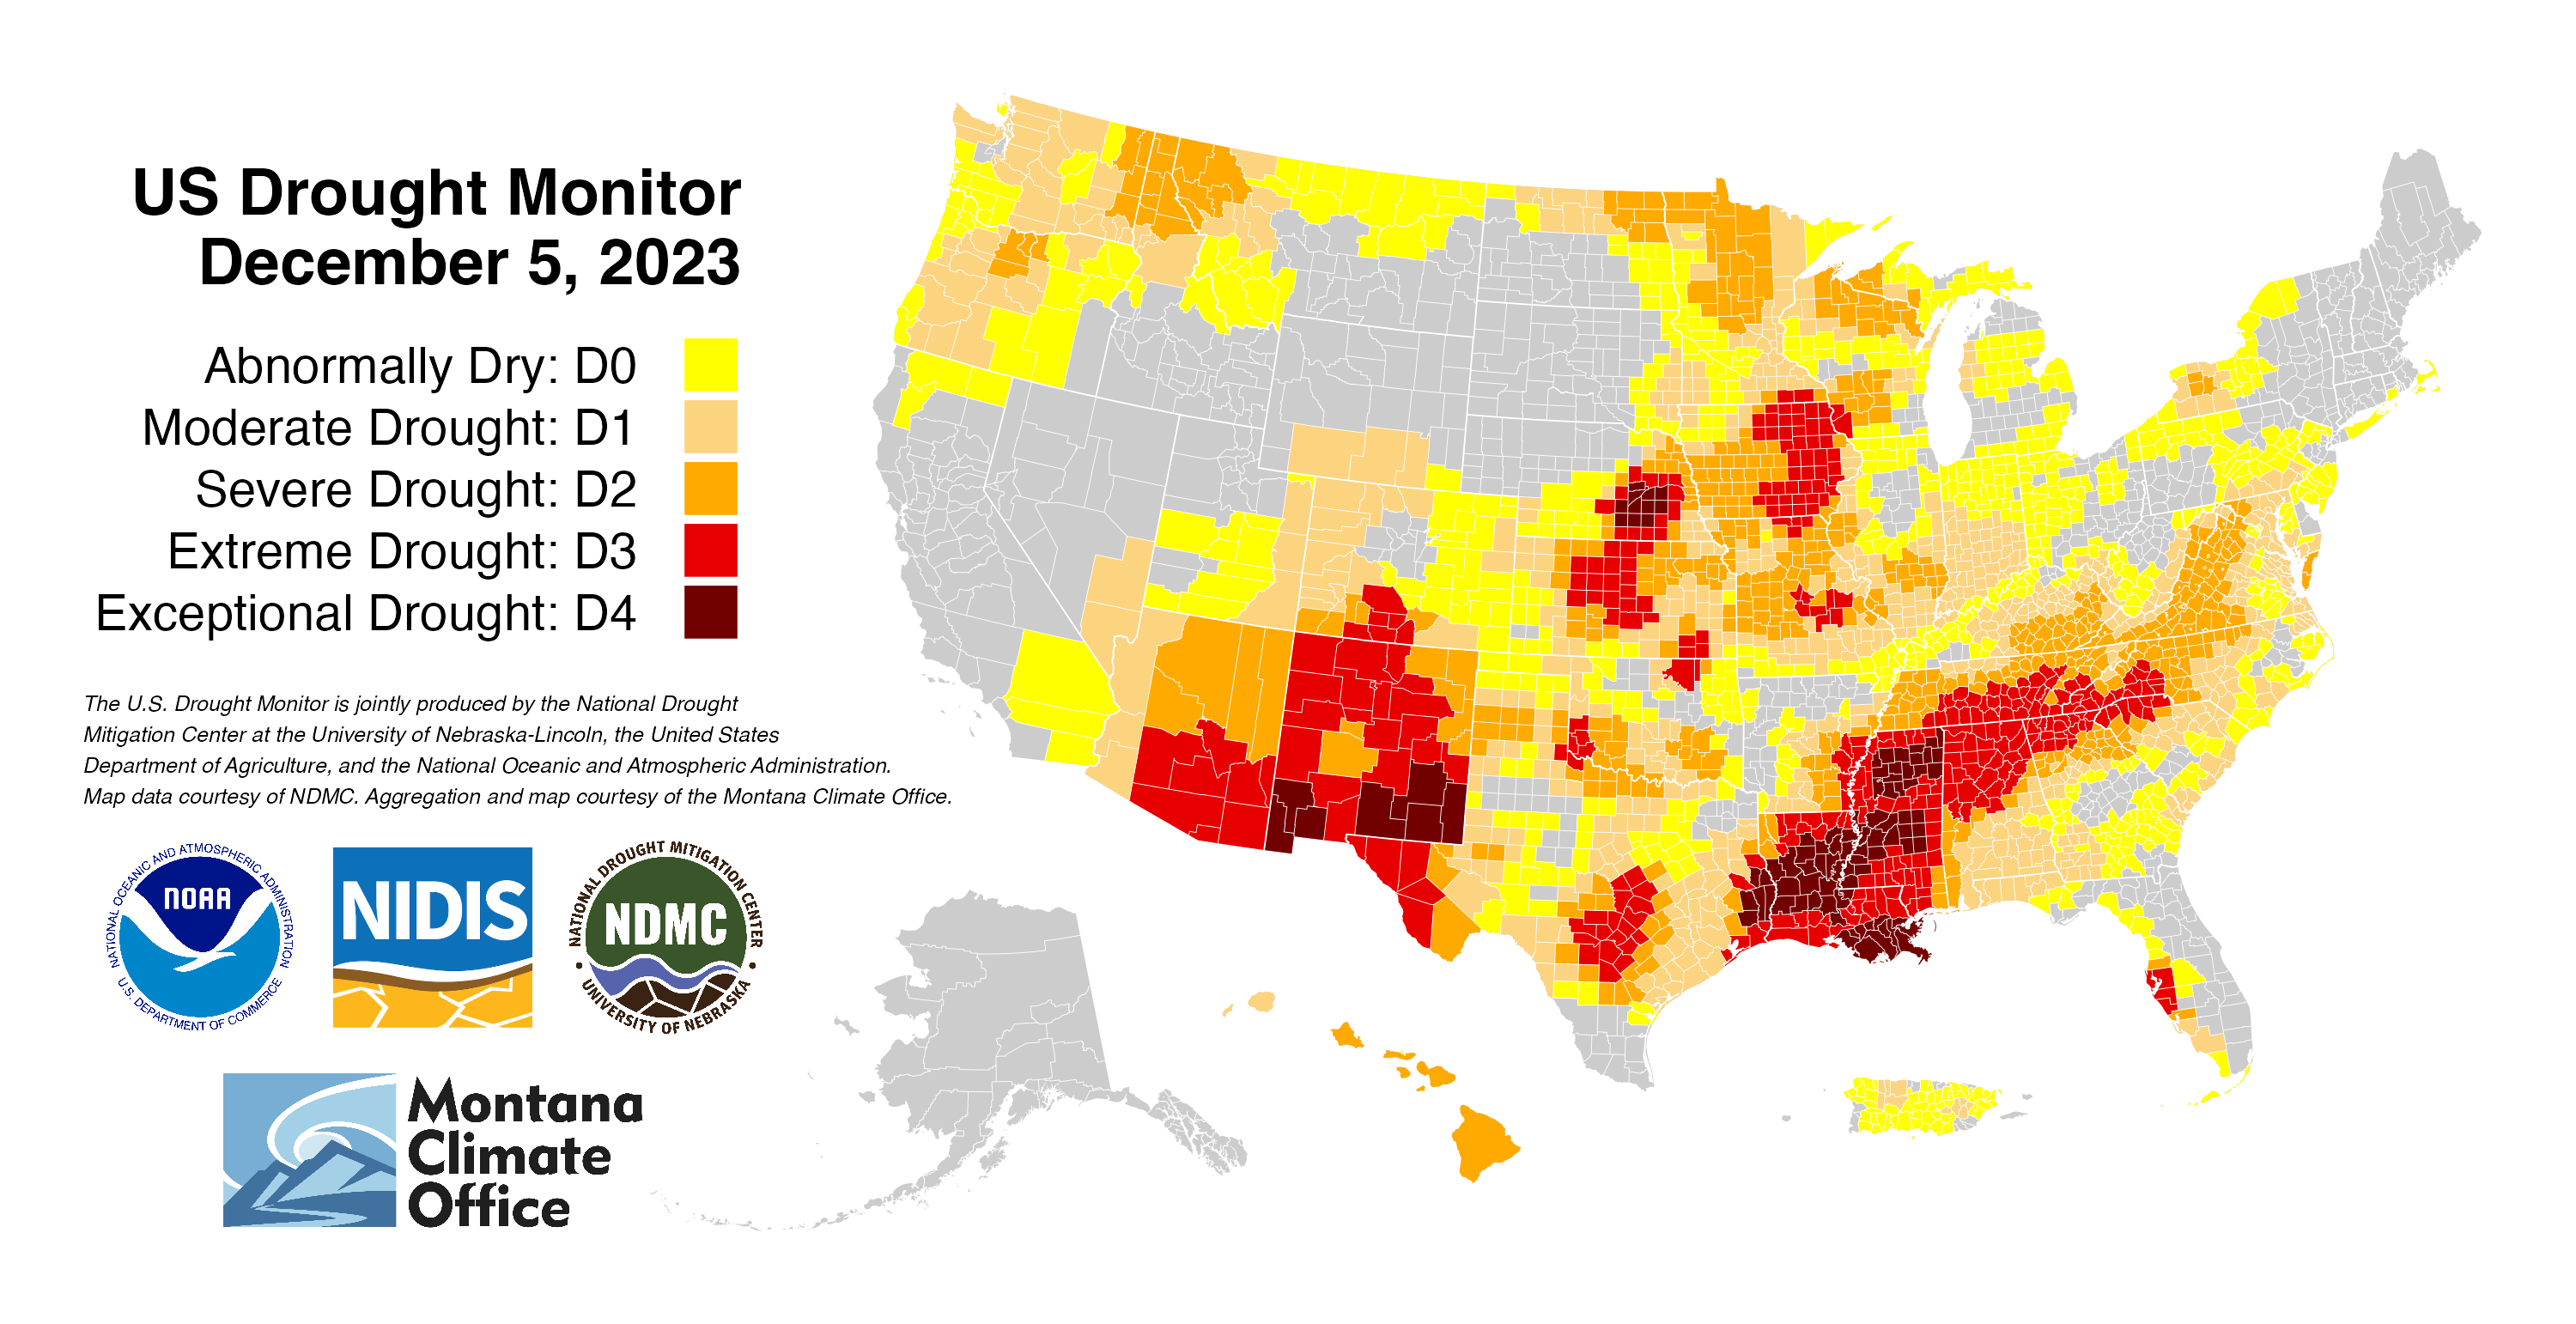 US Drought Monitor
December 5, 2023
Abnormally Dry: D0
Moderate Drought: D1
Severe Drought: D2
Extreme Drought: D3
Exceptional Drought: D4
The U.S. Drought Monitor is jointly produced by the National Drought
Mitigation Center at the University of Nebraska-Lincoln, the United States
Department of Agriculture, and the National Oceanic and Atmospheric Administration.
Map data courtesy of NDMC. Aggregation and map courtesy of the Montana Climate Office.
NATIONAL OCEANIC AND ATMOSPHERIC ADMINISTRATION
NOAA
U.S. DEPARTMENT OF COMMERCE
NIDIS
NATIONAL DROUGHT MITIGATION CENTER
NDMC
UNIVERSITY OF NEBRASKA
Montana
Climate
Office